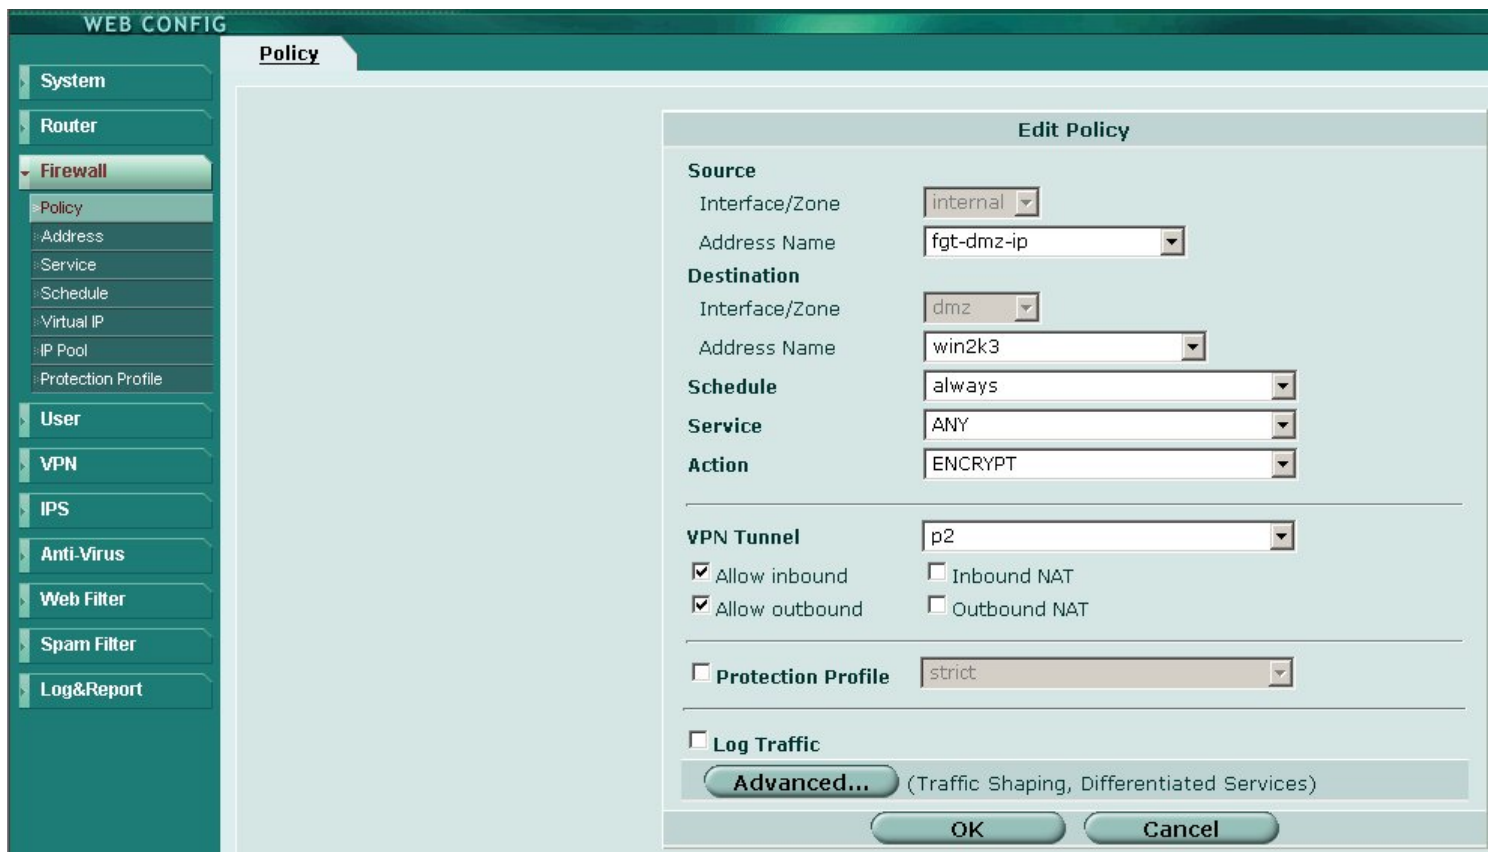 WEB CONFIG
Policy
System
Router
Firewall
Policy
Address
Service
Schedule
Virtual IP
IP Pool
Protection Profile
User
VPN
IPS
Anti-Virus
Web Filter
Spam Filter
Log&Report
Edit Policy
Source
Interface/Zone internal
Address Name fgt-dmz-ip
Destination
Interface/Zone dmz
Address Name win2k3
Schedule always
Service ANY
Action ENCRYPT
VPN Tunnel p2
Allow inbound Inbound NAT
Allow outbound Outbound NAT
Protection Profile strict
Log Traffic
Advanced... (Traffic Shaping, Differentiated Services)
OK Cancel